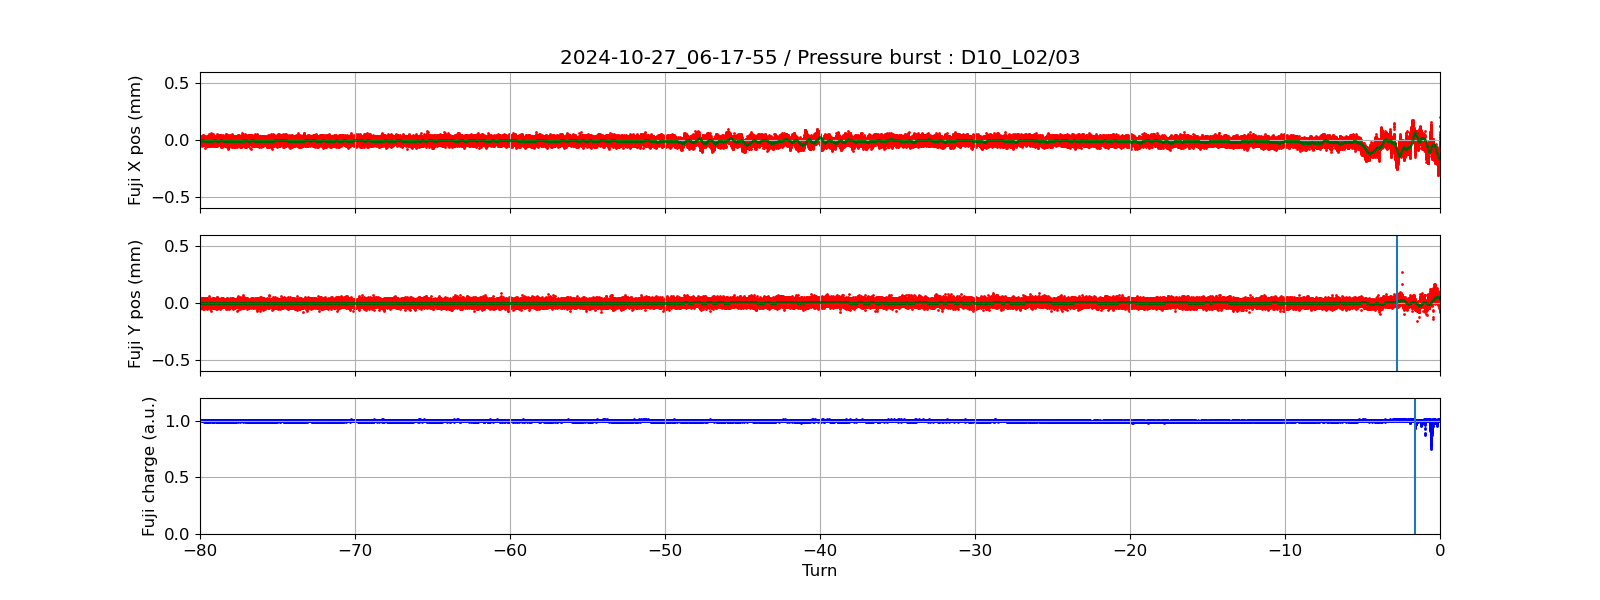 2024-10-27_06-17-55 / Pressure burst : D10_L02/03
Fuji X pos (mm)
0.5
0.0
−0.5
Fuji Y pos (mm)
0.5
0.0
−0.5
Fuji charge (a.u.)
1.0
0.5
0.0
−80 −70 −60 −50 −40 −30 −20 −10 0
Turn